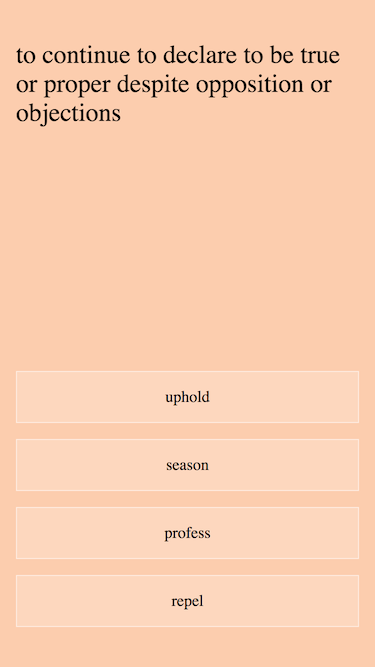 to continue to declare to be true
or proper despite opposition or
objections
uphold
season
profess
repel